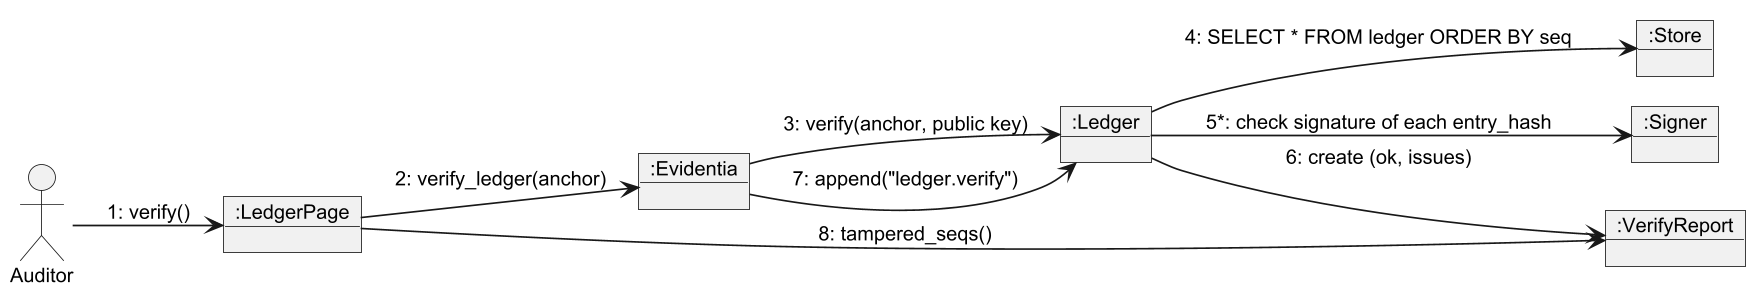 4: SELECT * FROM ledger ORDER BY seq
:Store
3: verify(anchor, public key)
:Ledger
5*: check signature of each entry_hash
:Signer
6: create (ok, issues)
2: verify_ledger(anchor)
:Evidentia
7: append("ledger.verify")
1: verify()
:LedgerPage
8: tampered_seqs()
:VerifyReport
Auditor